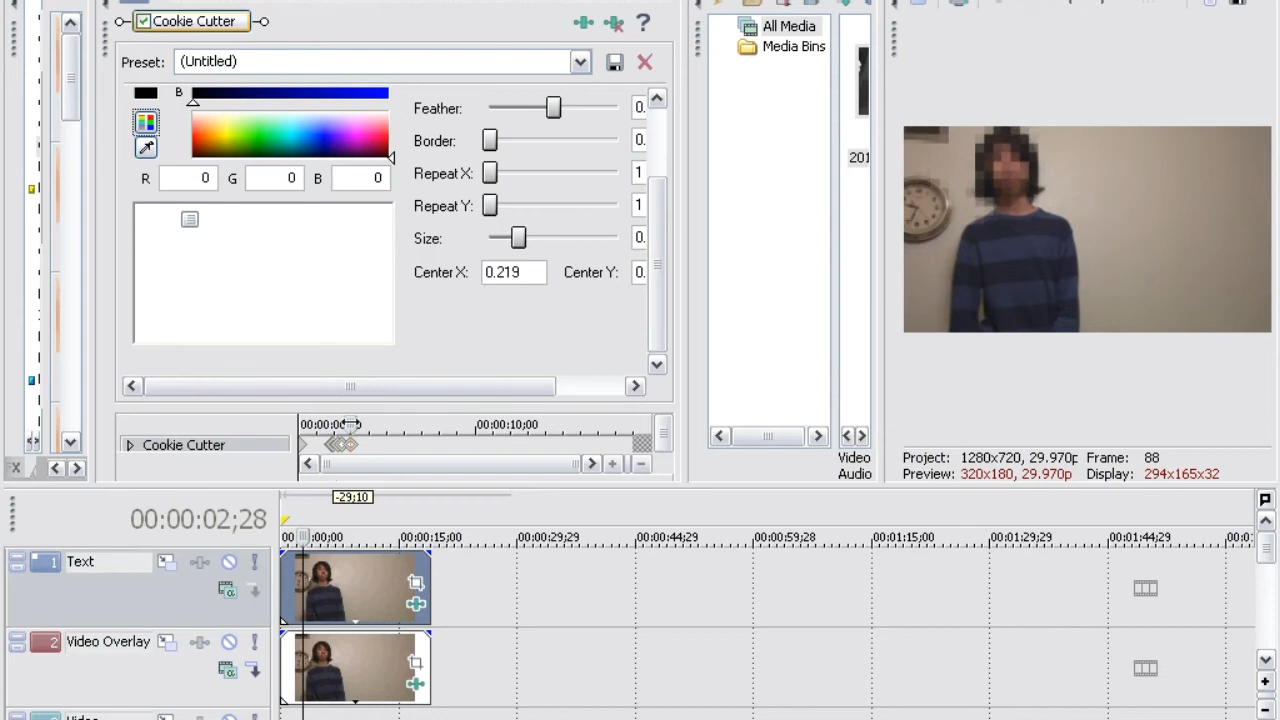 Cookie Cutter
Preset: (Untitled)
B
R 0 G 0 B 0
Feather: 0.
Border: 0.
Repeat X: 1
Repeat Y: 1
Size: 0.
Center X: 0.219 Center Y: 0.
Cookie Cutter
00:00:10;00
All Media
Media Bins
201
Video
Audio
Project: 1280x720, 29.970p Frame: 88
Preview: 320x180, 29.970p Display: 294x165x32
-29;10
00:00:02;28
00:00:15;00 00:00:29;29 00:00:44;29 00:00:59;28 00:01:15;00 00:01:29;29 00:01:44;29
1 Text
2 Video Overlay
FX